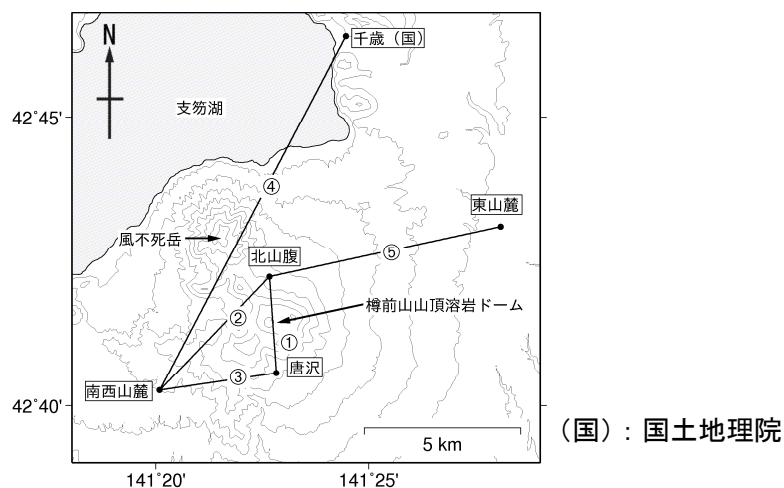 N
千歳（国）
支笏湖
42°45'
④
東山麓
風不死岳
北山腹
⑤
樽前山山頂溶岩ドーム
②
①
唐沢
南西山麓
③
42°40'
5 km
（国）：国土地理院
141°20'
141°25'